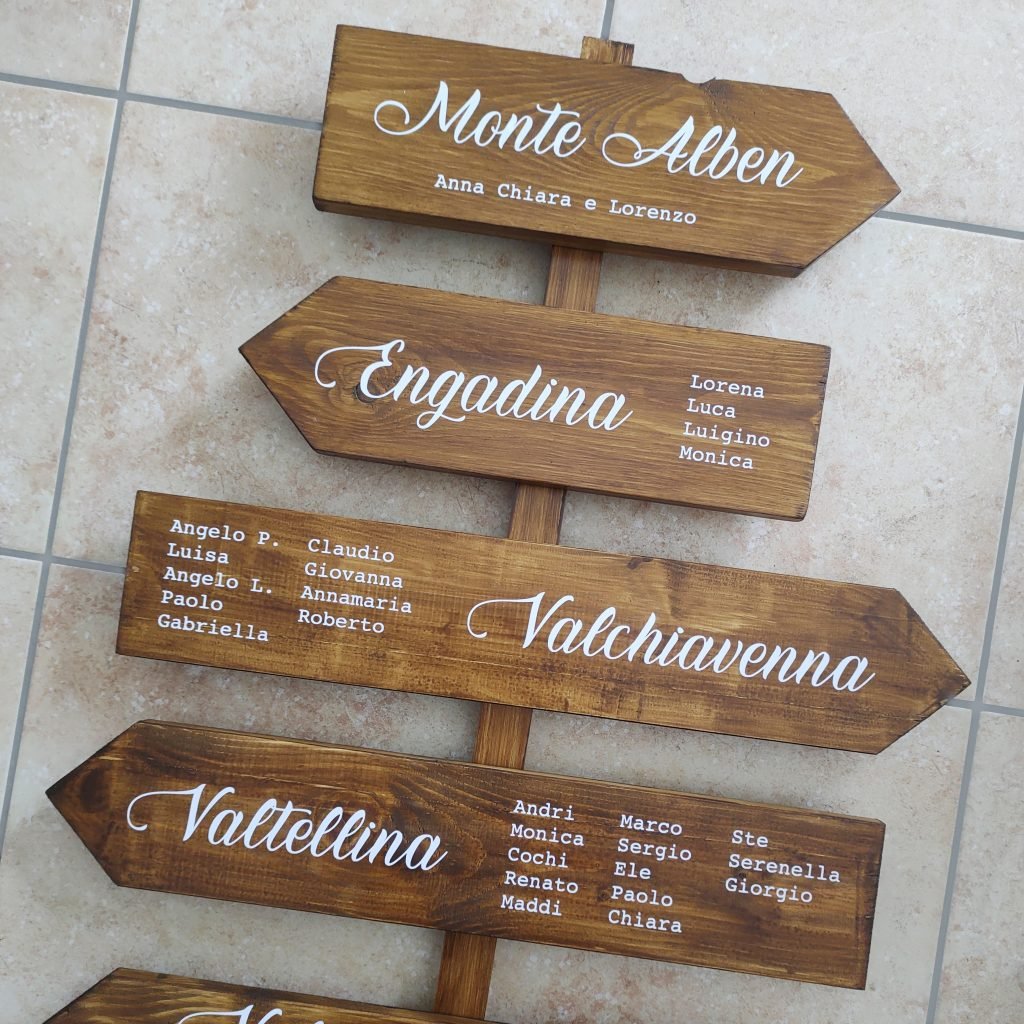 Monte Alben
Anna Chiara e Lorenzo
Engadina
Lorena
Luca
Luigino
Monica
Angelo P.
Luisa
Angelo L.
Paolo
Gabriella
Claudio
Giovanna
Annamaria
Roberto
Valchiavenna
Valtellina
Andri
Monica
Cochi
Renato
Maddi
Marco
Sergio
Ele
Paolo
Chiara
Ste
Serenella
Giorgio